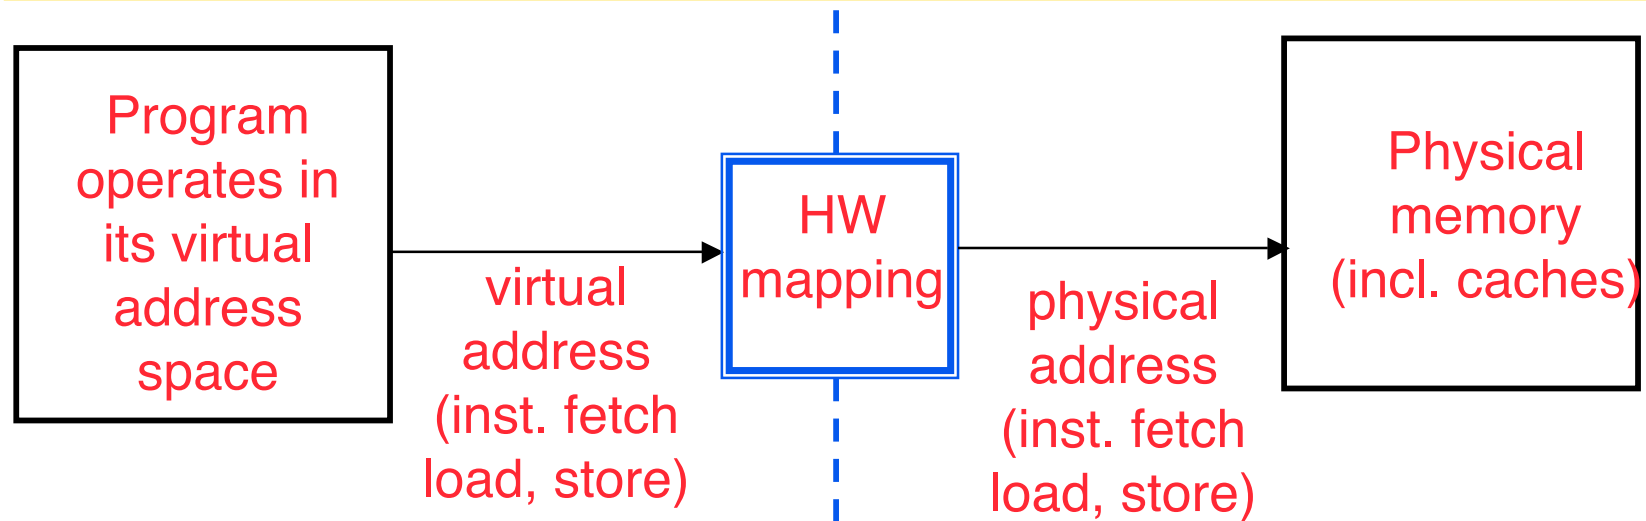 Program
operates in
its virtual
address
space
virtual
address
(inst. fetch
load, store)
HW
mapping
physical
address
(inst. fetch
load, store)
Physical
memory
(incl. caches)